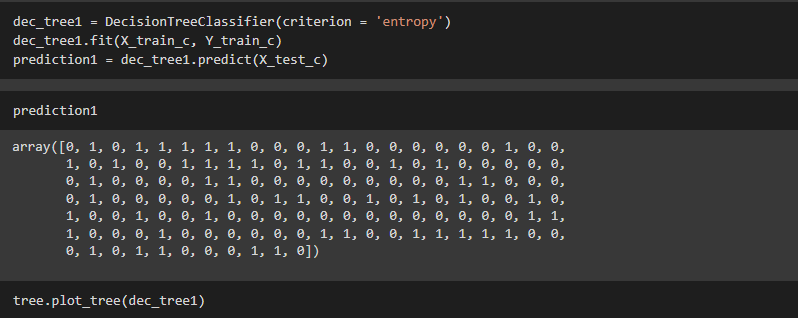 dec_tree1 = DecisionTreeClassifier(criterion = 'entropy')
dec_tree1.fit(X_train_c, Y_train_c)
prediction1 = dec_tree1.predict(X_test_c)
prediction1
array([0, 1, 0, 1, 1, 1, 1, 1, 0, 0, 0, 1, 1, 0, 0, 0, 0, 0, 0, 1, 0, 0,
1, 0, 1, 0, 0, 1, 1, 1, 1, 0, 1, 1, 0, 0, 1, 0, 1, 0, 0, 0, 0, 0,
0, 1, 0, 0, 0, 0, 1, 1, 0, 0, 0, 0, 0, 0, 0, 0, 0, 1, 1, 0, 0, 0,
0, 1, 0, 0, 0, 0, 0, 1, 0, 1, 1, 0, 0, 1, 0, 1, 0, 1, 0, 0, 1, 0,
1, 0, 0, 1, 0, 0, 1, 0, 0, 0, 0, 0, 0, 0, 0, 0, 0, 0, 0, 0, 1, 1,
1, 0, 0, 0, 1, 0, 0, 0, 0, 0, 0, 1, 1, 0, 0, 1, 1, 1, 1, 1, 0, 0,
0, 1, 0, 1, 1, 0, 0, 0, 1, 1, 0])
tree.plot_tree(dec_tree1)